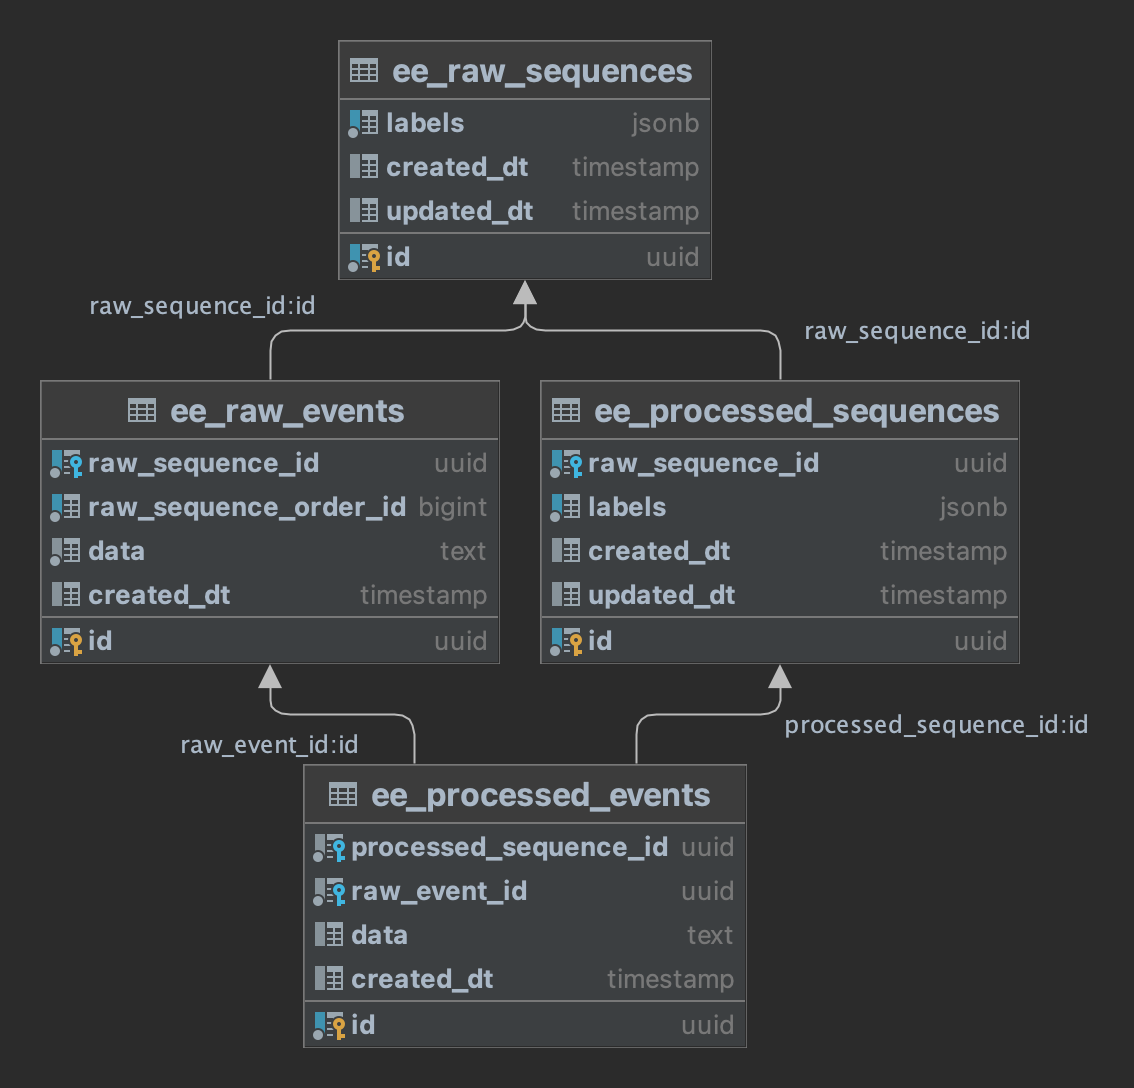 ee_raw_sequences
labels jsonb
created_dt timestamp
updated_dt timestamp
id uuid
raw_sequence_id:id
raw_sequence_id:id
ee_raw_events
raw_sequence_id uuid
raw_sequence_order_id bigint
data text
created_dt timestamp
id uuid
ee_processed_sequences
raw_sequence_id uuid
labels jsonb
created_dt timestamp
updated_dt timestamp
id uuid
raw_event_id:id
processed_sequence_id:id
ee_processed_events
processed_sequence_id uuid
raw_event_id uuid
data text
created_dt timestamp
id uuid